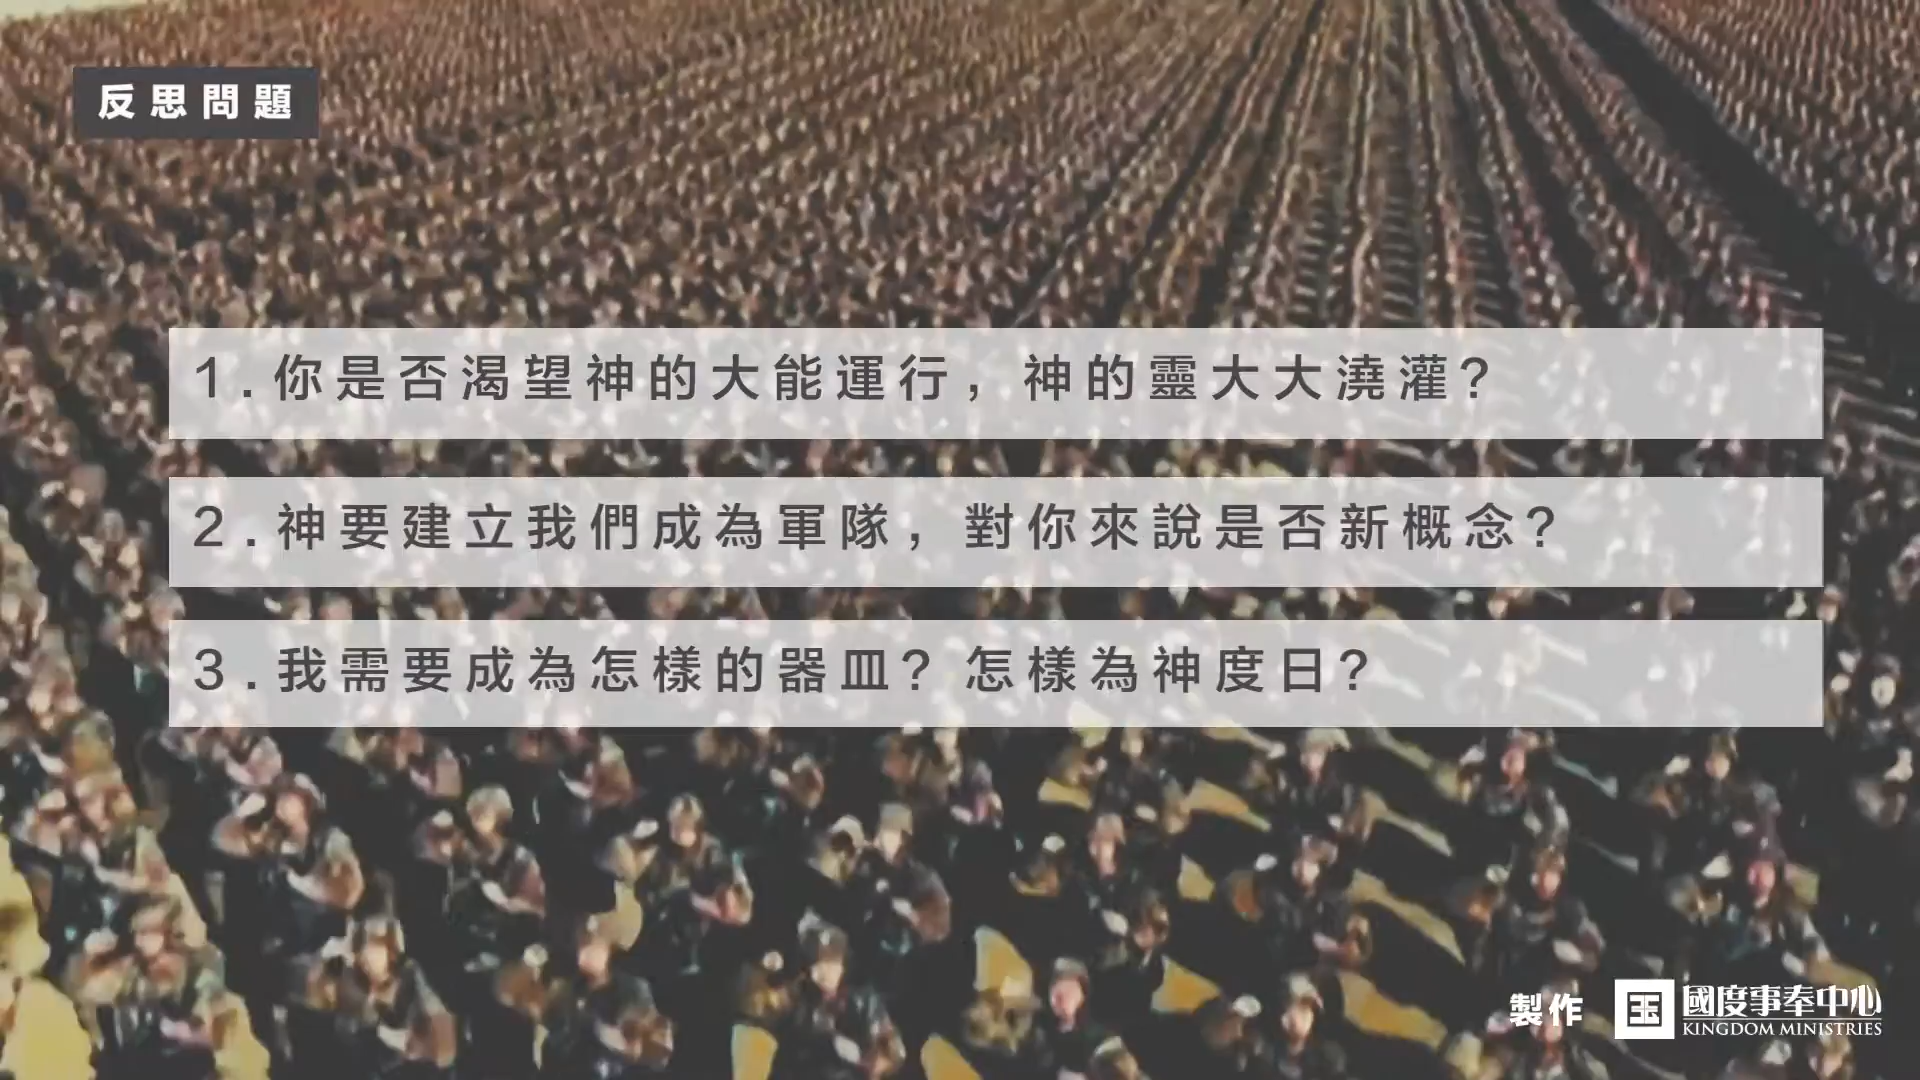 反思問題
1.你是否渴望神的大能運行，神的靈大大澆灌？
2.神要建立我們成為軍隊，對你來說是否新概念？
3.我需要成為怎樣的器皿？怎樣為神度日？
製作 國度事奉中心
KINGDOM MINISTRIES